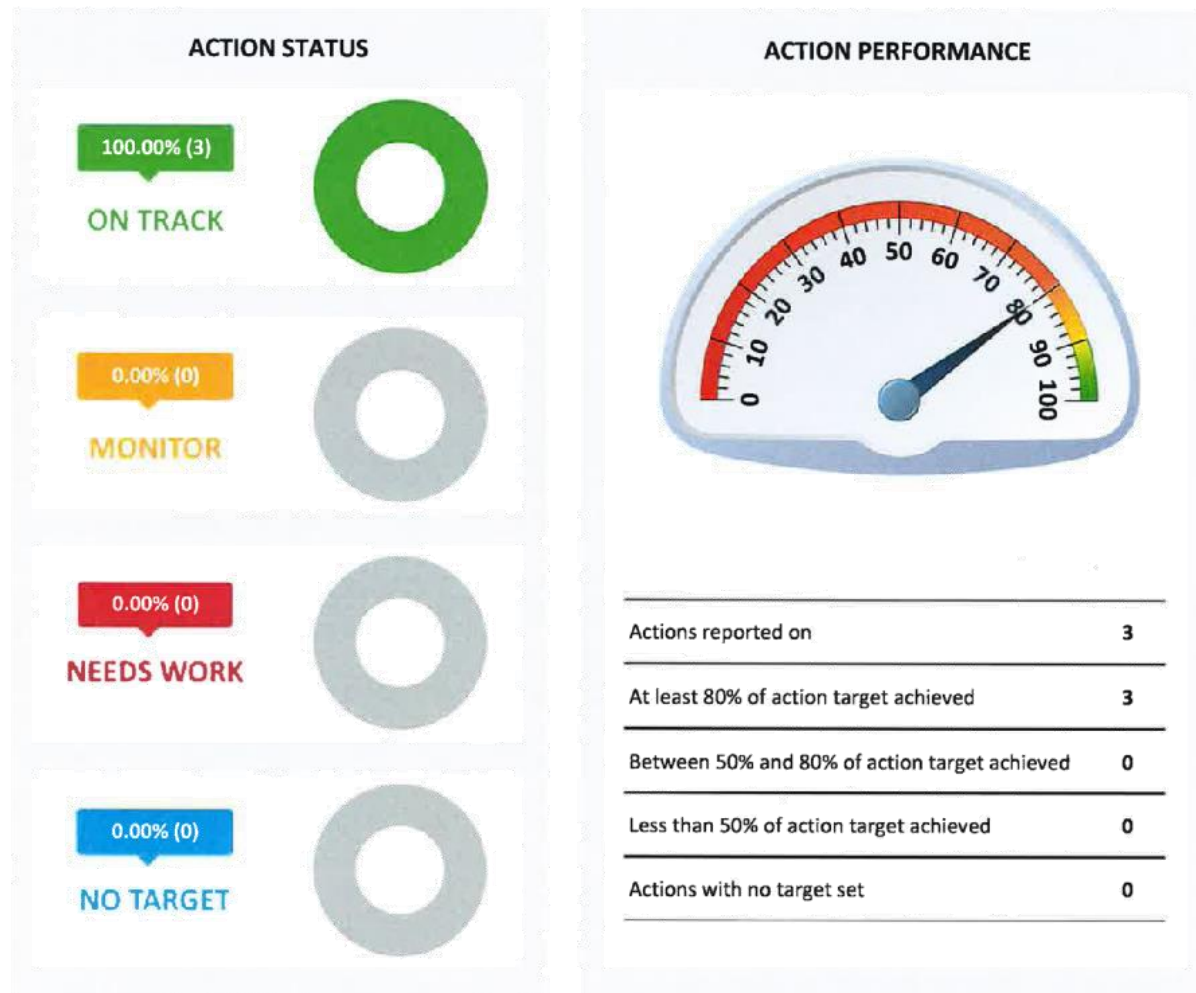 ACTION STATUS
100.00% (3)
ON TRACK
0.00% (0)
MONITOR
0.00% (0)
NEEDS WORK
0.00% (0)
NO TARGET
ACTION PERFORMANCE
0
10
20
30
40
50
60
70
80
90
100
Actions reported on 3
At least 80% of action target achieved 3
Between 50% and 80% of action target achieved 0
Less than 50% of action target achieved 0
Actions with no target set 0